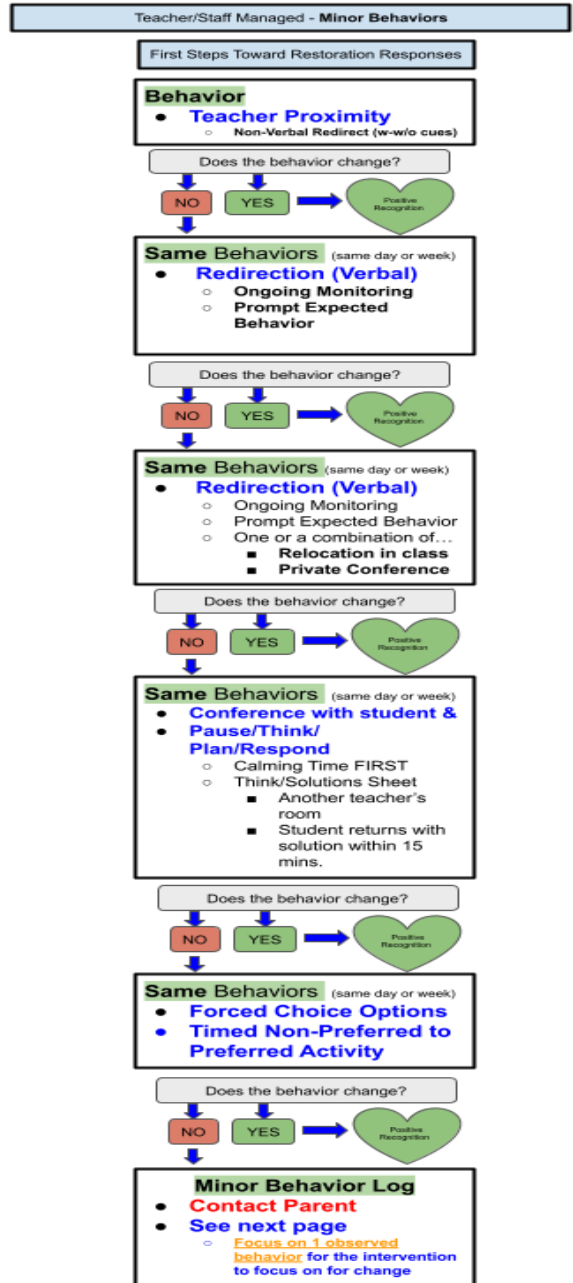 Teacher/Staff Managed - Minor Behaviors
First Steps Toward Restoration Responses
Behavior
● Teacher Proximity
○ Non-Verbal Redirect (w-w/o cues)
Does the behavior change?
NO
YES
Positive
Recognition
Same Behaviors (same day or week)
● Redirection (Verbal)
○ Ongoing Monitoring
○ Prompt Expected
Behavior
Does the behavior change?
NO
YES
Positive
Recognition
Same Behaviors (same day or week)
● Redirection (Verbal)
○ Ongoing Monitoring
○ Prompt Expected Behavior
○ One or a combination of…
■ Relocation in class
■ Private Conference
Does the behavior change?
NO
YES
Positive
Recognition
Same Behaviors (same day or week)
● Conference with student &
● Pause/Think/
Plan/Respond
○ Calming Time FIRST
○ Think/Solutions Sheet
■ Another teacher's
room
■ Student returns with
solution within 15
mins.
Does the behavior change?
NO
YES
Positive
Recognition
Same Behaviors (same day or week)
● Forced Choice Options
● Timed Non-Preferred to
Preferred Activity
Does the behavior change?
NO
YES
Positive
Recognition
Minor Behavior Log
● Contact Parent
● See next page
○ Focus on 1 observed
behavior for the intervention
to focus on for change